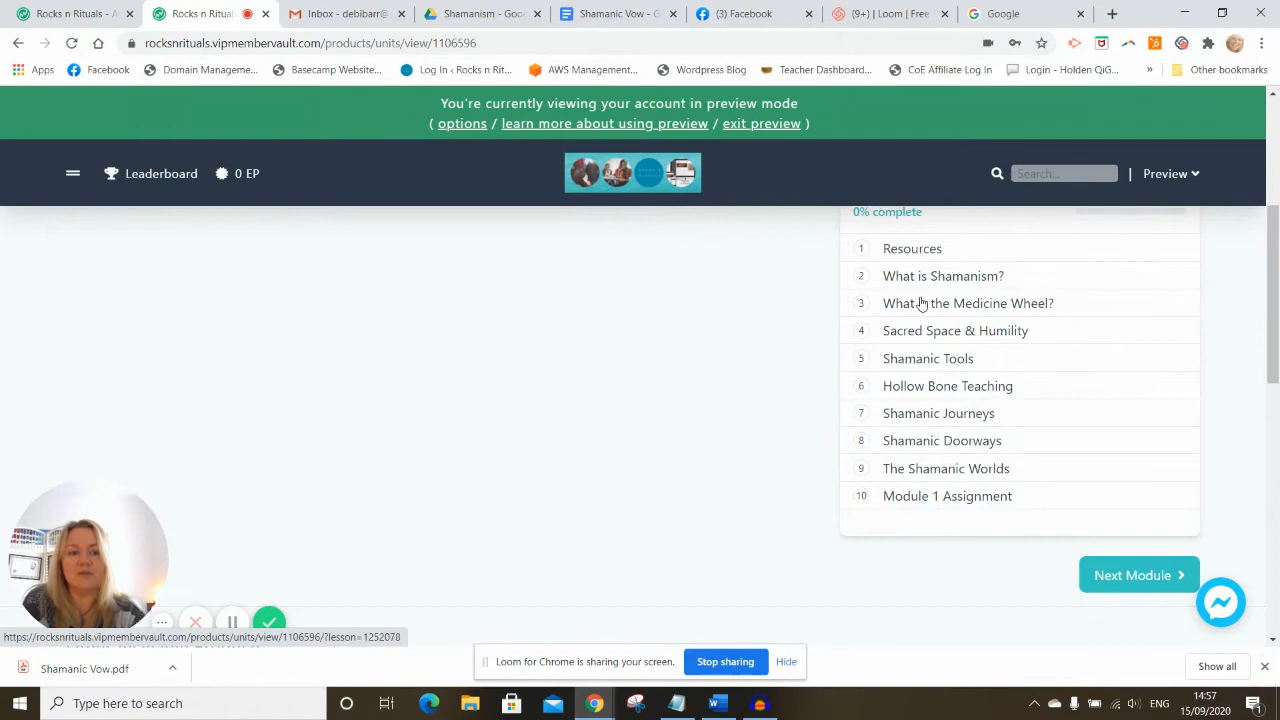 Rocks n Rituals - A
Rocks n Rituals
Inbox - debibarr@
Shamanism - Goo
Shamanic Vow - G
(3) Facebook
(9+) Loom | Free
Google
rocksnrituals.vipmembervault.com/products/units/view/1106596
Apps
Facebook
Domain Manageme...
Basecamp Website...
Log In ‹ Rocks n Rit...
AWS Management...
Wordpress Blog
Teacher Dashboar...
CoE Affiliate Log In
Login - Holden QiG...
»
Other bookmarks
You're currently viewing your account in preview mode
( options / learn more about using preview / exit preview )
Leaderboard
0 EP
Search...
|
Preview
0% complete
1 Resources
2 What is Shamanism?
3 What the Medicine Wheel?
4 Sacred Space & Humility
5 Shamanic Tools
6 Hollow Bone Teaching
7 Shamanic Journeys
8 Shamanic Doorways
9 The Shamanic Worlds
10 Module 1 Assignment
Next Module
https://rocksnrituals.vipmembervault.com/products/units/view/1106596/?lesson=1252078
Shamanic Vow.pdf
Loom for Chrome is sharing your screen.
Stop sharing
Hide
Show all
Type here to search
ENG
14:57
15/09/2020
1